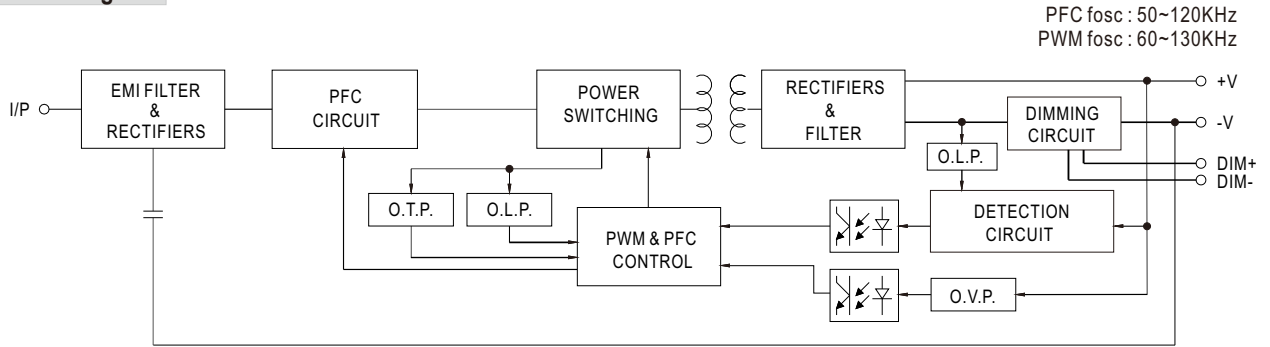 PFC fosc : 50~120KHz
PWM fosc : 60~130KHz
I/P
EMI FILTER
&
RECTIFIERS
PFC
CIRCUIT
POWER
SWITCHING
RECTIFIERS
&
FILTER
DIMMING
CIRCUIT
+V
-V
DIM+
DIM-
O.L.P.
O.T.P.
O.L.P.
PWM & PFC
CONTROL
DETECTION
CIRCUIT
O.V.P.